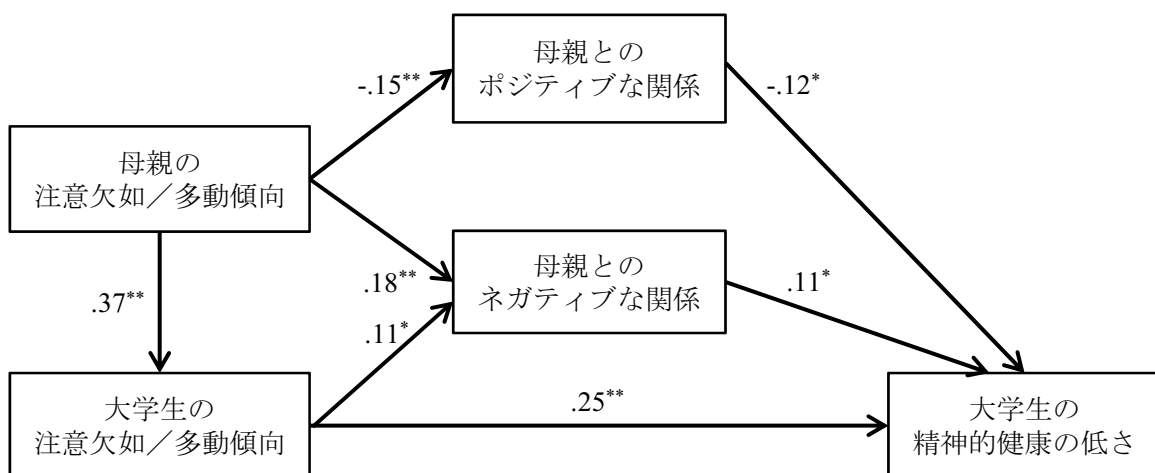 母親との
ポジティブな関係
-.15**
-.12*
母親の
注意欠如／多動傾向
母親との
ネガティブな関係
.18**
.11*
.37**
.11*
大学生の
注意欠如／多動傾向
.25**
大学生の
精神的健康の低さ